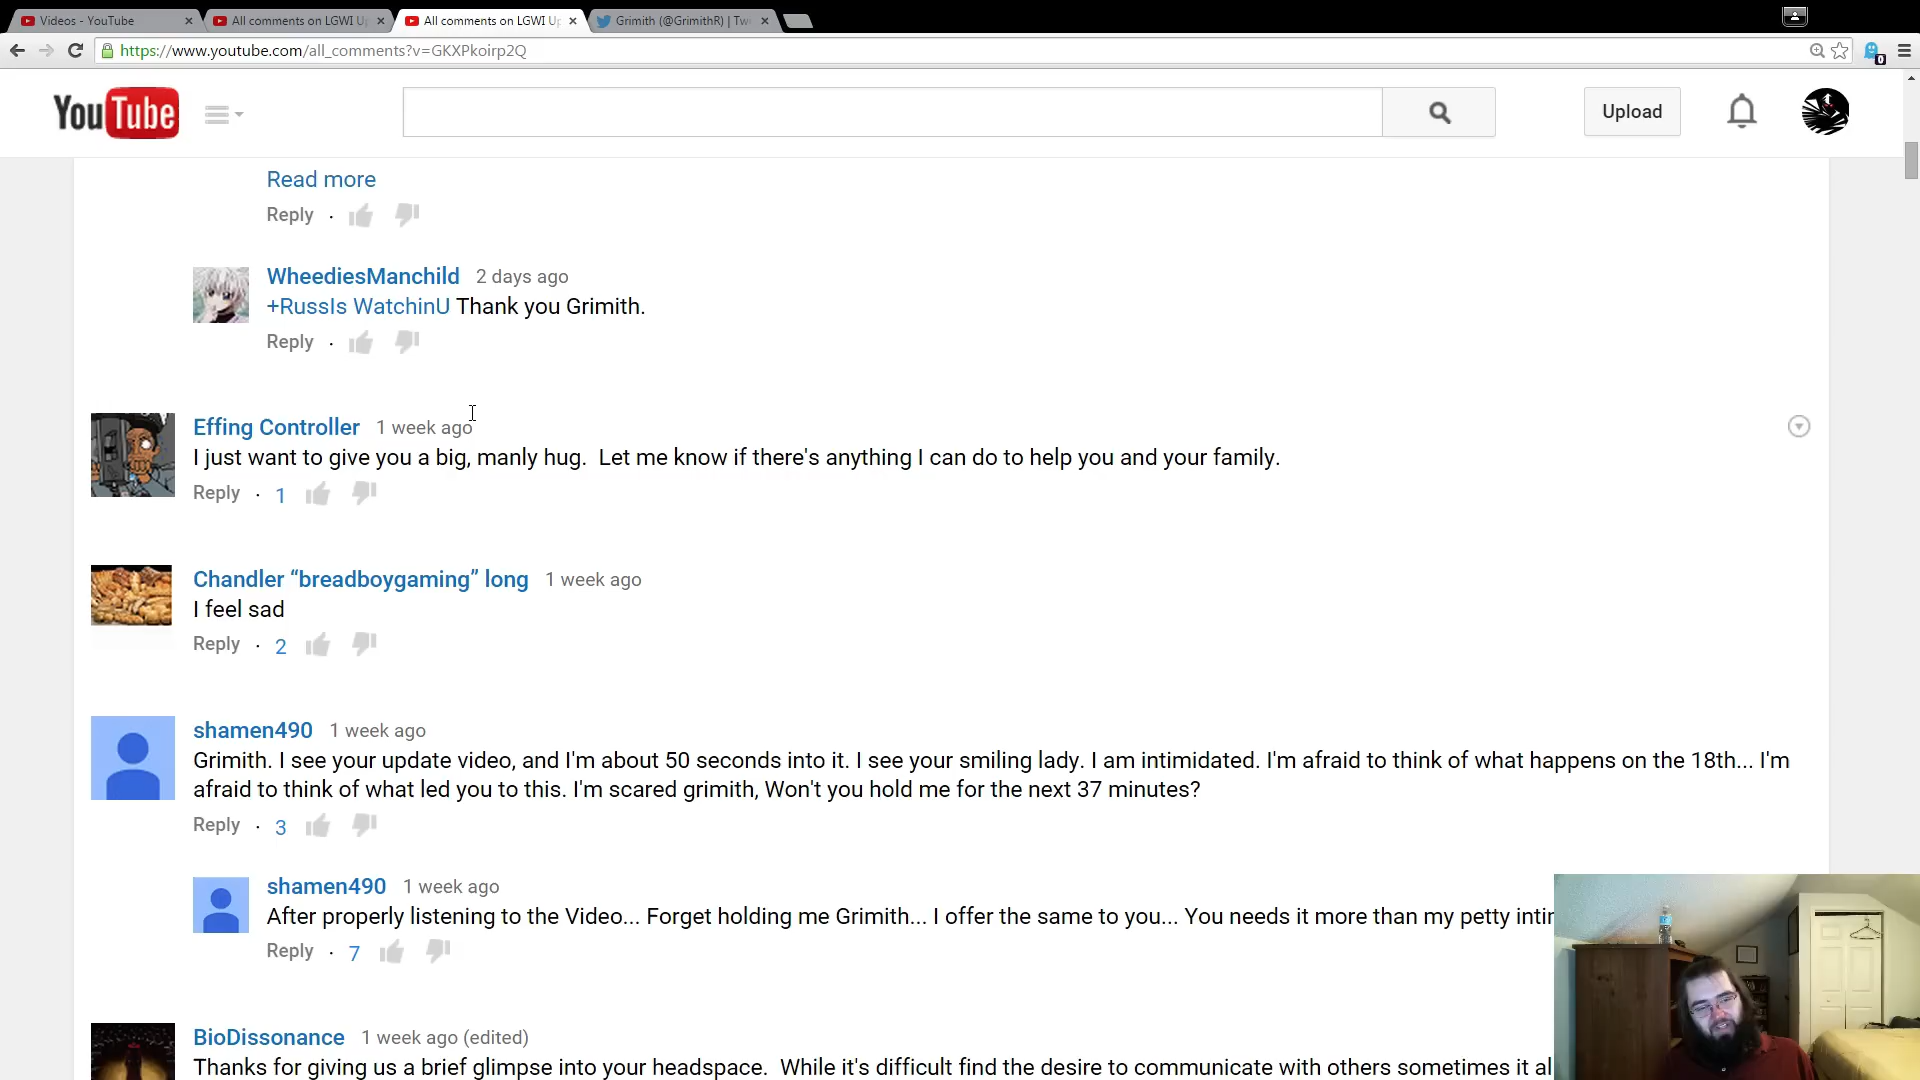 Videos - YouTube
All comments on LGWI Up
All comments on LGWI Up
Grimith (@GrimithR) | Tw
https://www.youtube.com/all_comments?v=GKXPkoirp2Q
0
YouTube
Upload
Read more
Reply ·
WheediesManchild 2 days ago
+RussIs WatchinU Thank you Grimith.
Reply ·
Effing Controller 1 week ago
I just want to give you a big, manly hug. Let me know if there's anything I can do to help you and your family.
Reply · 1
Chandler “breadboygaming” long 1 week ago
I feel sad
Reply · 2
shamen490 1 week ago
Grimith. I see your update video, and I'm about 50 seconds into it. I see your smiling lady. I am intimidated. I'm afraid to think of what happens on the 18th... I'm
afraid to think of what led you to this. I'm scared grimith, Won't you hold me for the next 37 minutes?
Reply · 3
shamen490 1 week ago
After properly listening to the Video... Forget holding me Grimith... I offer the same to you... You needs it more than my petty intin
Reply · 7
BioDissonance 1 week ago (edited)
Thanks for giving us a brief glimpse into your headspace. While it's difficult find the desire to communicate with others sometimes it al